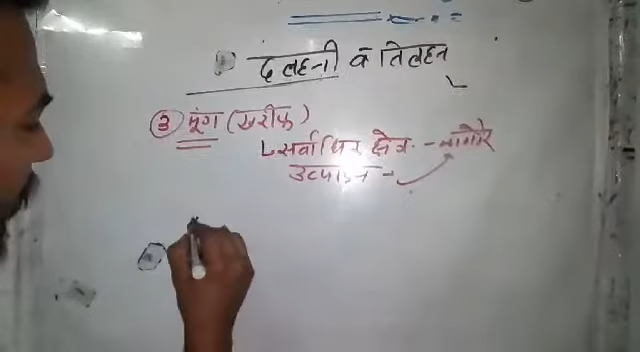 दलहनी व तिलहन
③ मूंग (खरीफ)
सर्वाधिक क्षेत्र - नागौर
उत्पादन -